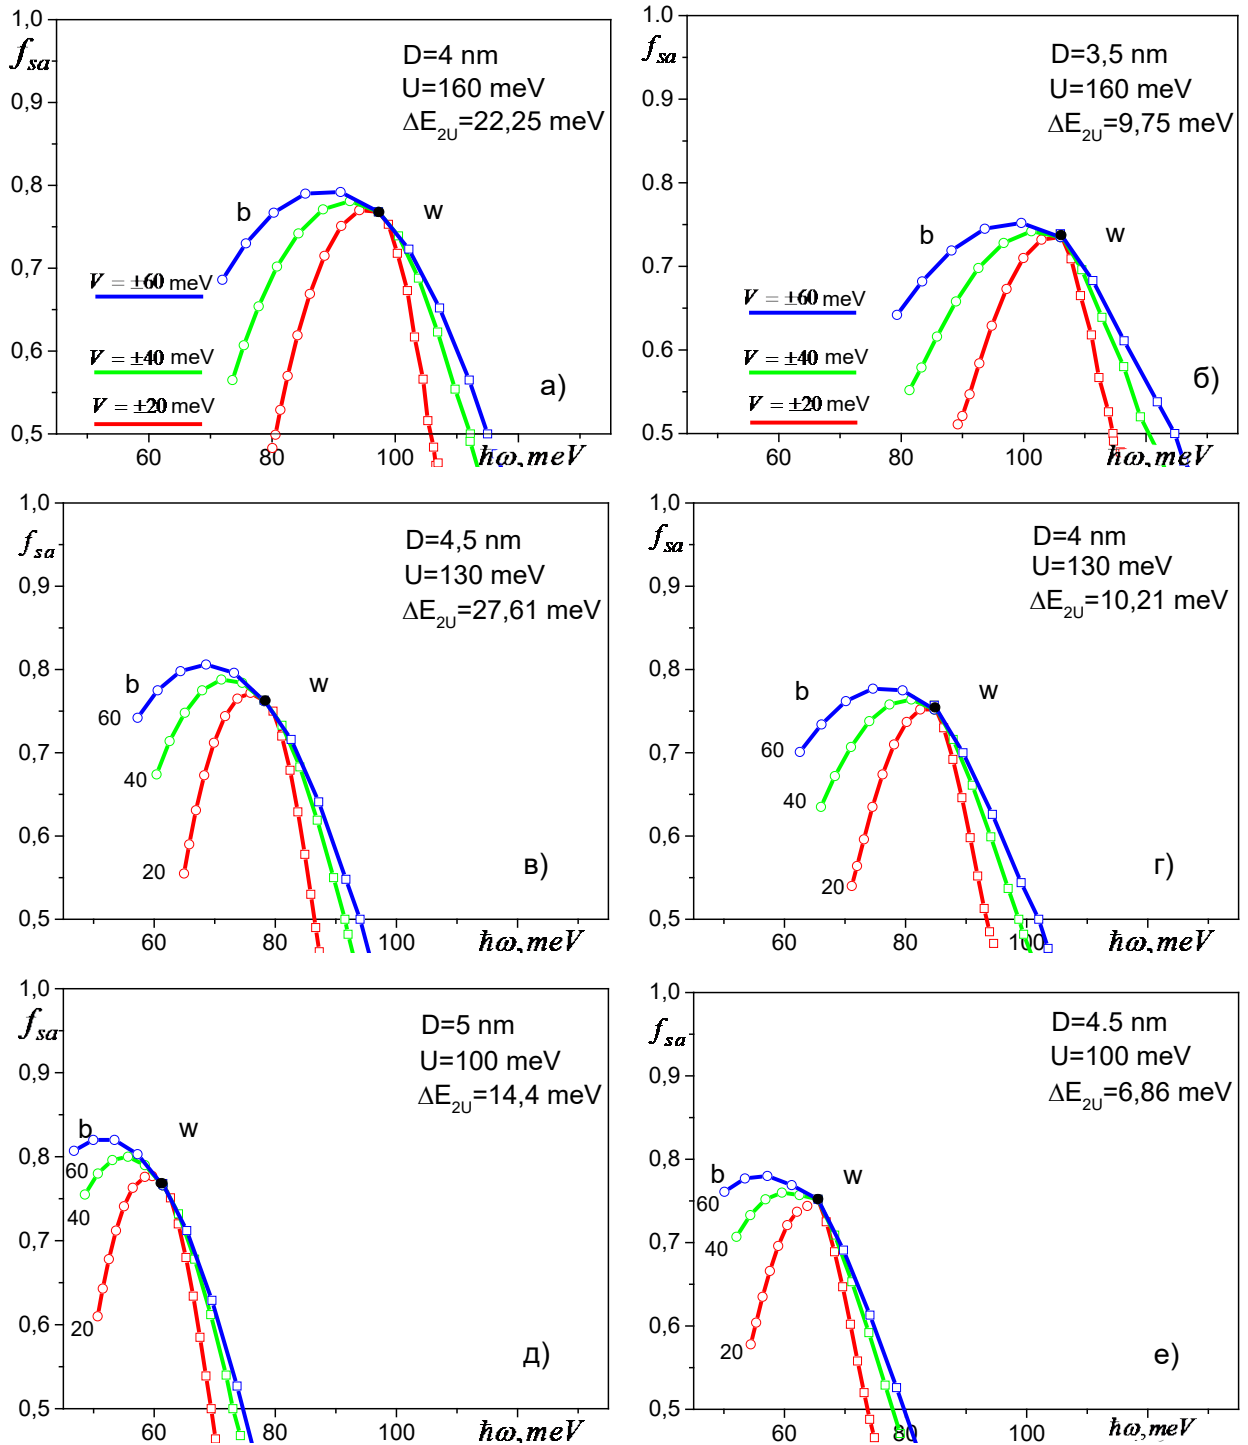 1,0
f_sa
0,9
0,8
0,7
0,6
0,5
D=4 nm
U=160 meV
ΔE_2U=22,25 meV
b
w
V = ±60 meV
V = ±40 meV
V = ±20 meV
а)
60
80
100
ħω, meV
1,0
f_sa
0,9
0,8
0,7
0,6
0,5
D=3,5 nm
U=160 meV
ΔE_2U=9,75 meV
b
w
V = ±60 meV
V = ±40 meV
V = ±20 meV
б)
60
80
100
ħω, meV
1,0
f_sa
0,9
0,8
0,7
0,6
0,5
D=4,5 nm
U=130 meV
ΔE_2U=27,61 meV
b
w
60
40
20
в)
60
80
100
ħω, meV
1,0
f_sa
0,9
0,8
0,7
0,6
0,5
D=4 nm
U=130 meV
ΔE_2U=10,21 meV
b
w
60
40
20
г)
60
80
100
ħω, meV
1,0
f_sa
0,9
0,8
0,7
0,6
0,5
D=5 nm
U=100 meV
ΔE_2U=14,4 meV
b
w
60
40
20
д)
60
80
100
ħω, meV
1,0
f_sa
0,9
0,8
0,7
0,6
0,5
D=4.5 nm
U=100 meV
ΔE_2U=6,86 meV
b
w
60
40
20
е)
60
80
100
ħω, meV